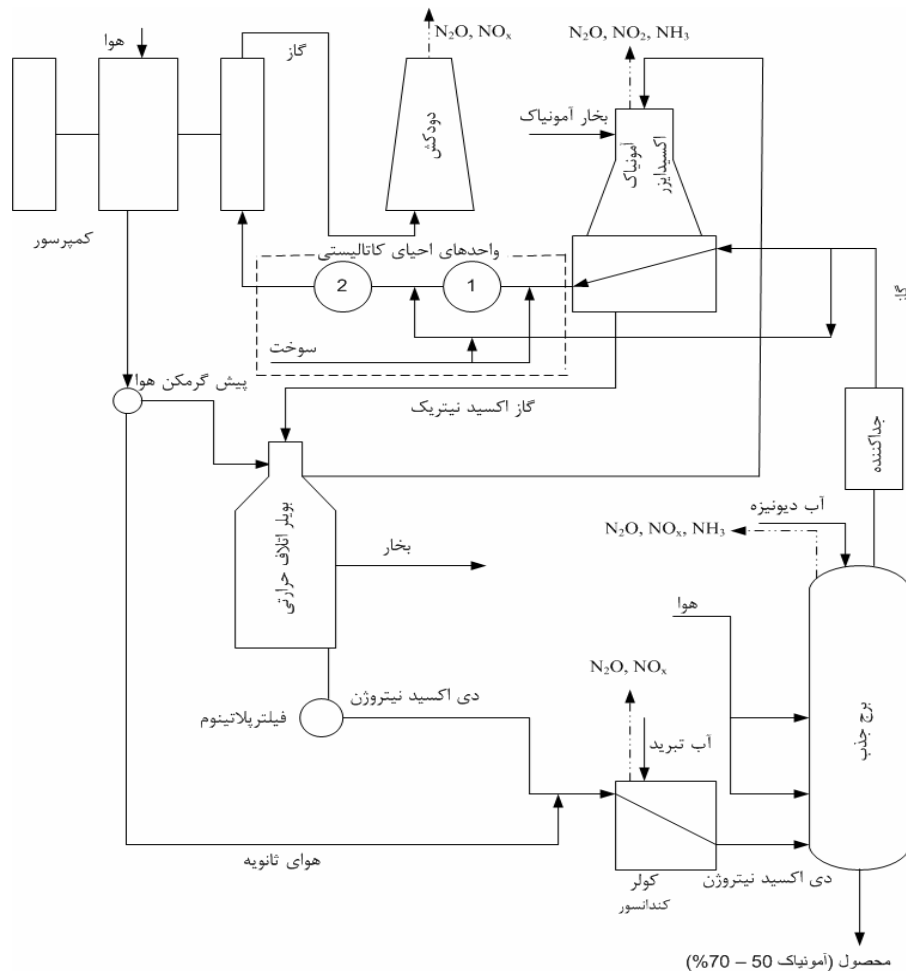 هوا
گاز
N₂O, NOₓ
N₂O, NO₂, NH₃
بخار آمونیاک
اکسیدایزر
آمونیاک
دودکش
کمپرسور
واحدهای احیای کاتالیستی
2
1
سوخت
گاز
پیش گرمکن هوا
گاز اکسید نیتریک
جداکننده
آب دیونیزه
N₂O, NOₓ, NH₃
بویلر اتلاف حرارتی
بخار
هوا
N₂O, NOₓ
دی اکسید نیتروژن
فیلترپلاتینوم
آب تبرید
برج جذب
هوای ثانویه
کولر
کندانسور
دی اکسید نیتروژن
محصول (آمونیاک 50 – 70%)